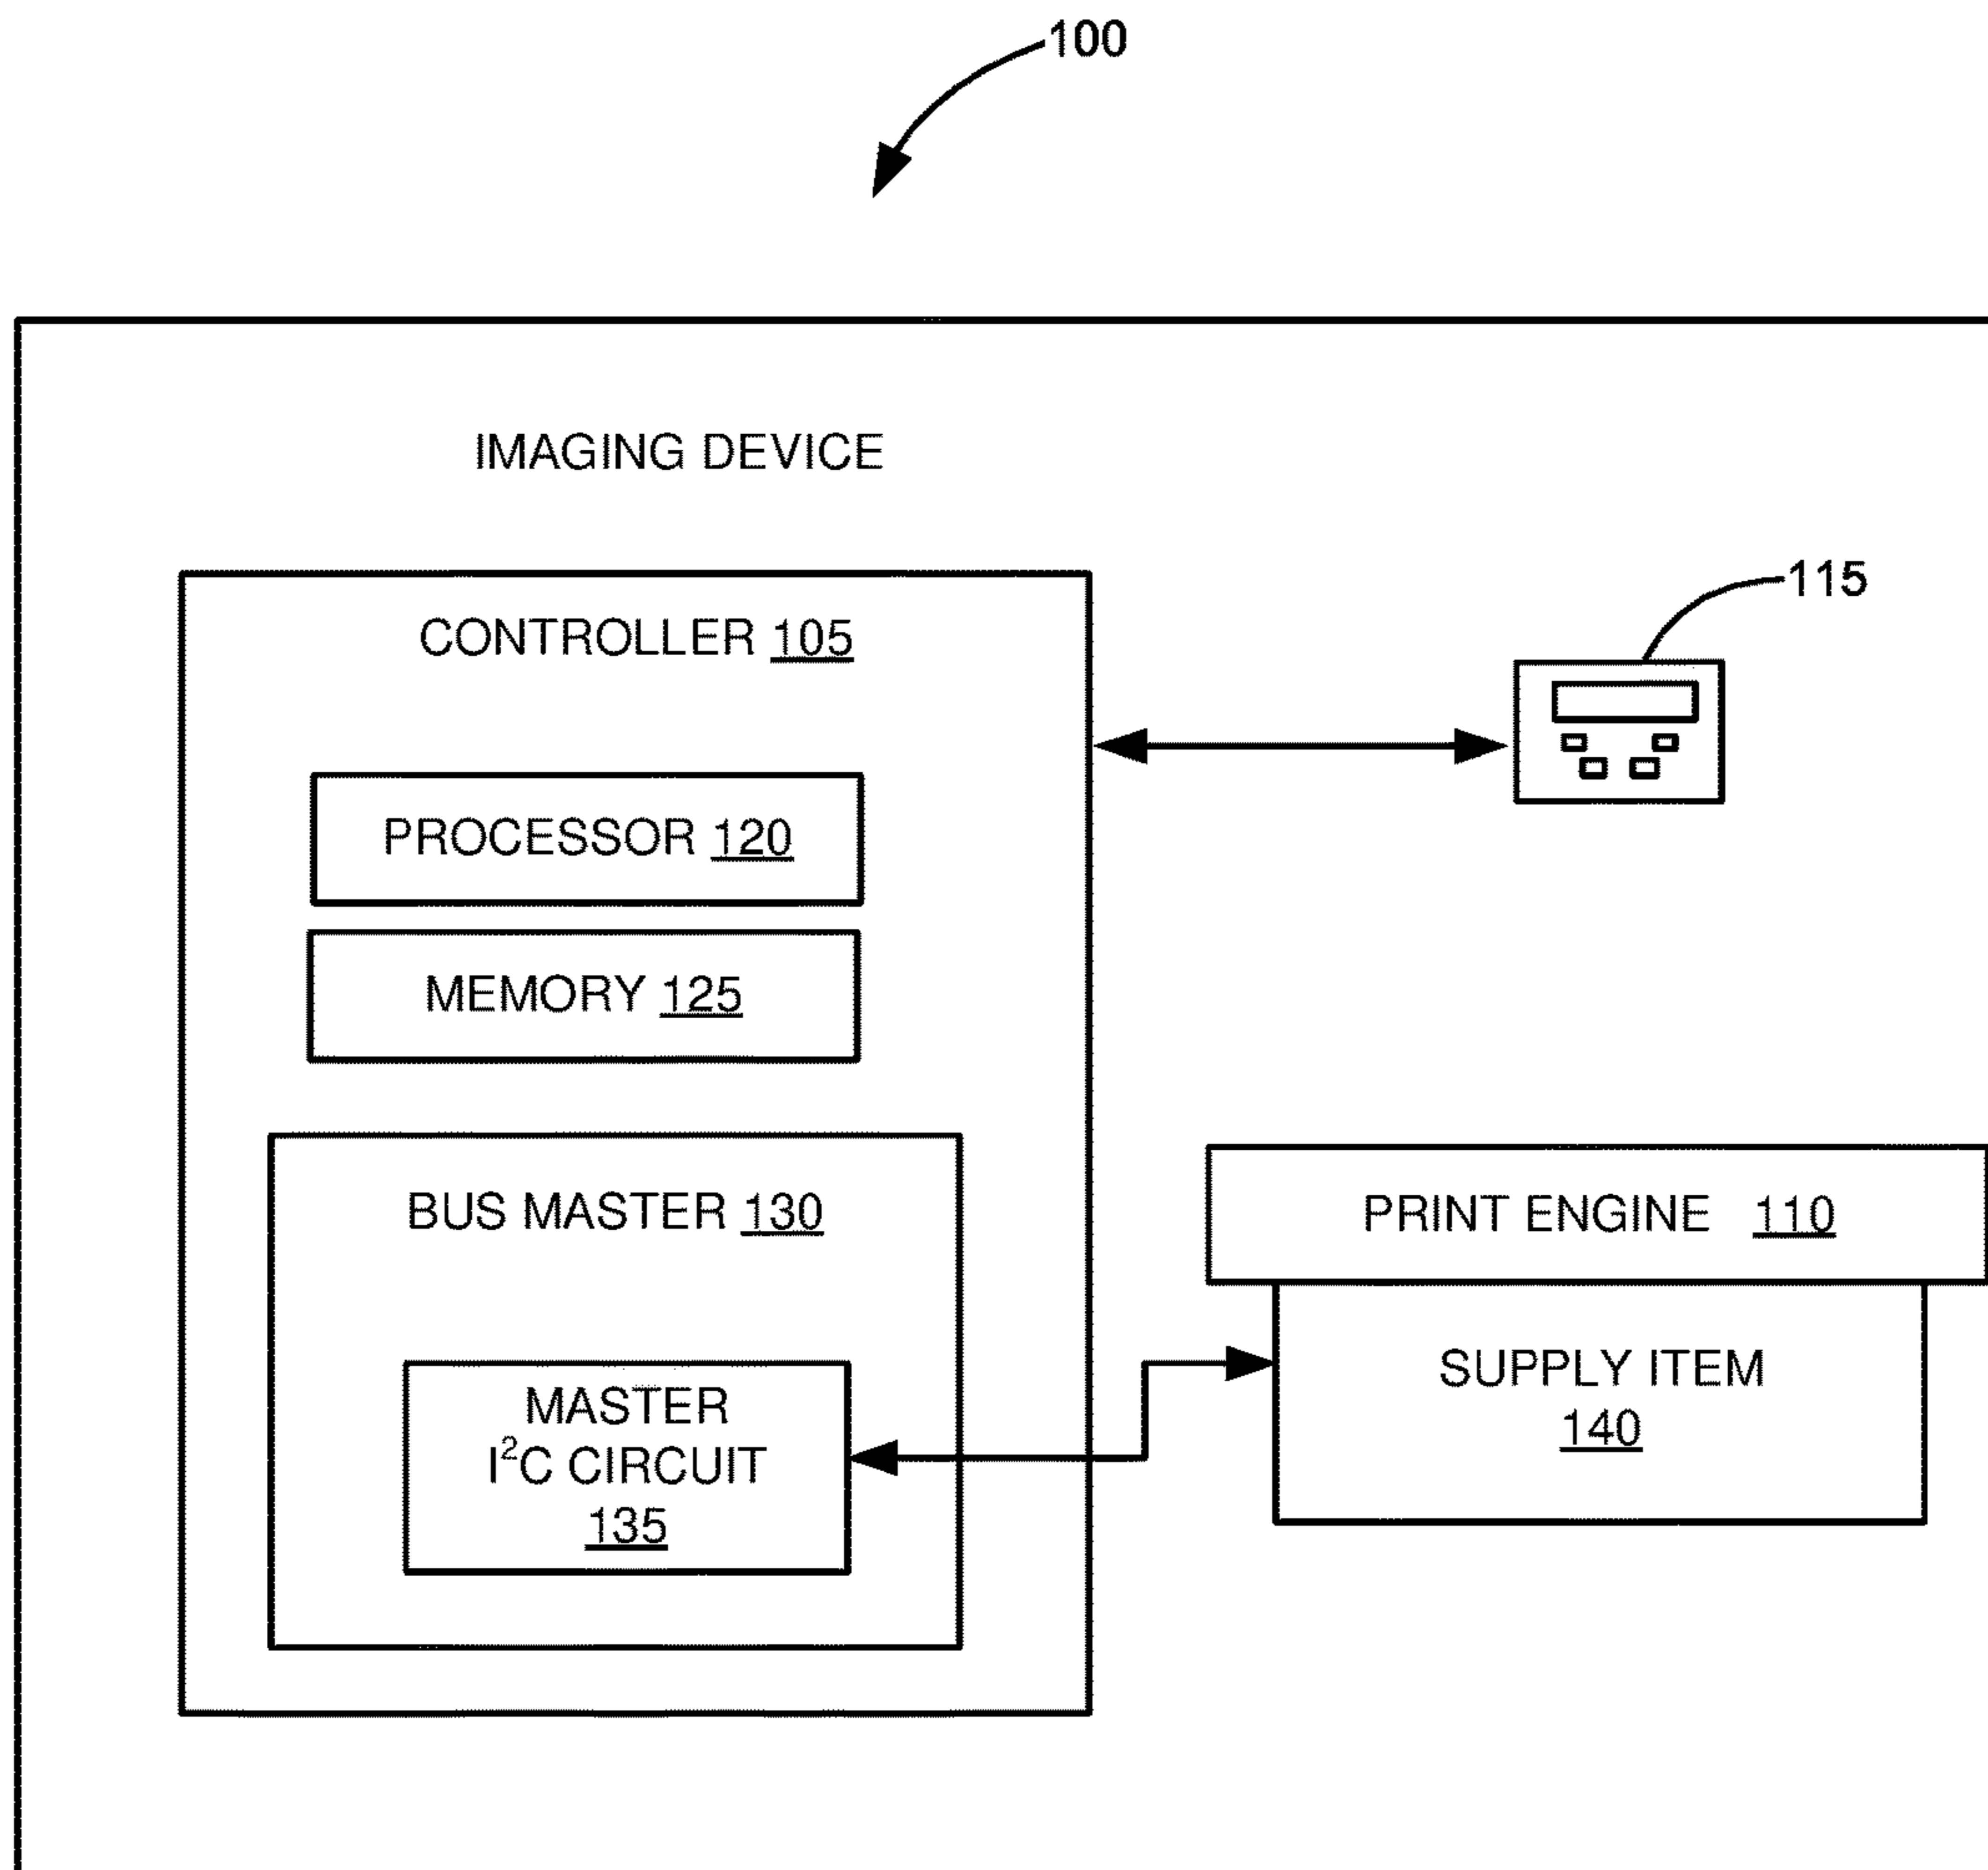 100
IMAGING DEVICE
CONTROLLER 105
115
PROCESSOR 120
MEMORY 125
BUS MASTER 130
MASTER
I²C CIRCUIT
135
PRINT ENGINE 110
SUPPLY ITEM
140